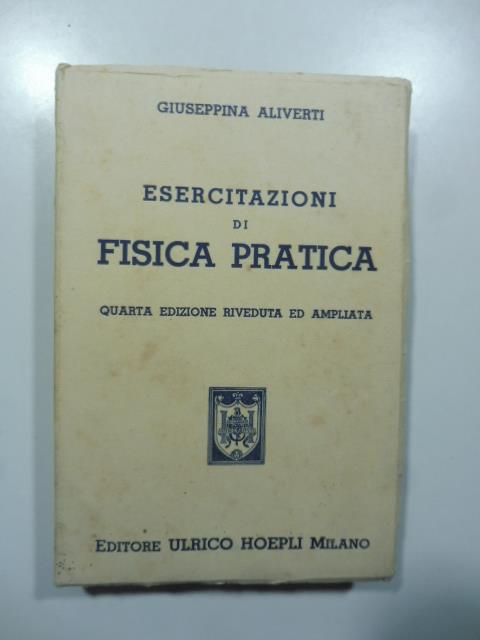 GIUSEPPINA ALIVERTI
ESERCITAZIONI
DI
FISICA PRATICA
QUARTA EDIZIONE RIVEDUTA ED AMPLIATA
EDITORE ULRICO HOEPLI MILANO